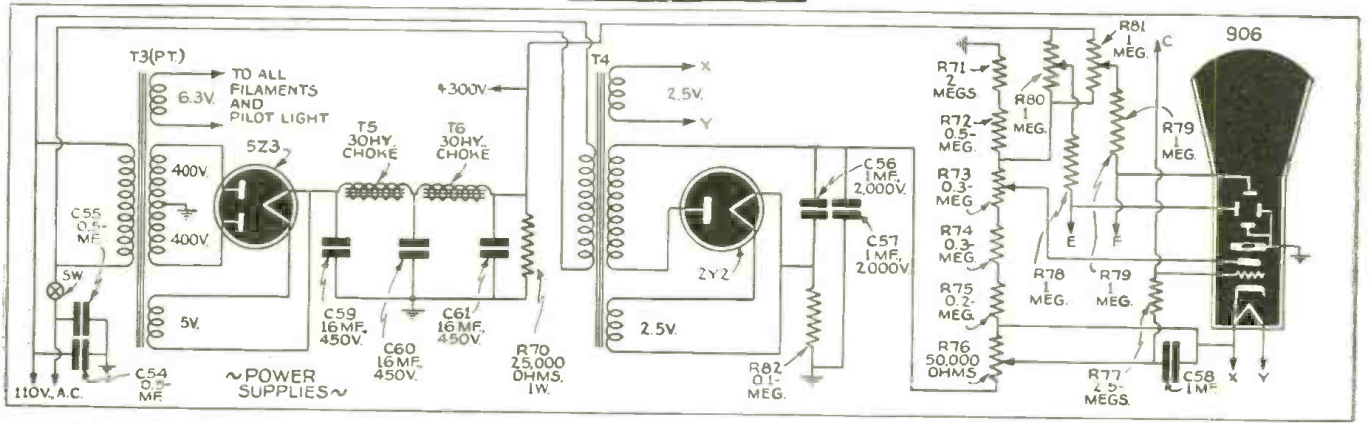 T3(P.T.)
6.3V.
TO ALL
FILAMENTS
AND
PILOT LIGHT
400V.
400V.
5V.
5Z3
C55
0.5-
MF.
SW
C54
0.5-
MF.
110V., A.C.
~POWER
SUPPLIES~
T5
30HY.
CHOKE
T6
30HY.
CHOKE
+300V.
C59
16 MF.,
450V.
C60
16 MF.,
450V.
C61
16 MF.,
450V.
R70
25,000
OHMS,
1W.
T4
2.5V.
X
Y
2Y2
2.5V.
C56
1MF.,
2,000V.
C57
1MF.,
2,000V.
R82
0.1-
MEG.
R71
2
MEGS.
R72
0.5-
MEG.
R73
0.3-
MEG.
R74
0.3-
MEG.
R75
0.2-
MEG.
R76
50,000
OHMS
R80
1
MEG.
R81
1
MEG.
C
R79
1
MEG.
E
F
R78
1
MEG.
R79
1
MEG.
R77
2.5-
MEGS.
C58
1MF.
906
X
Y